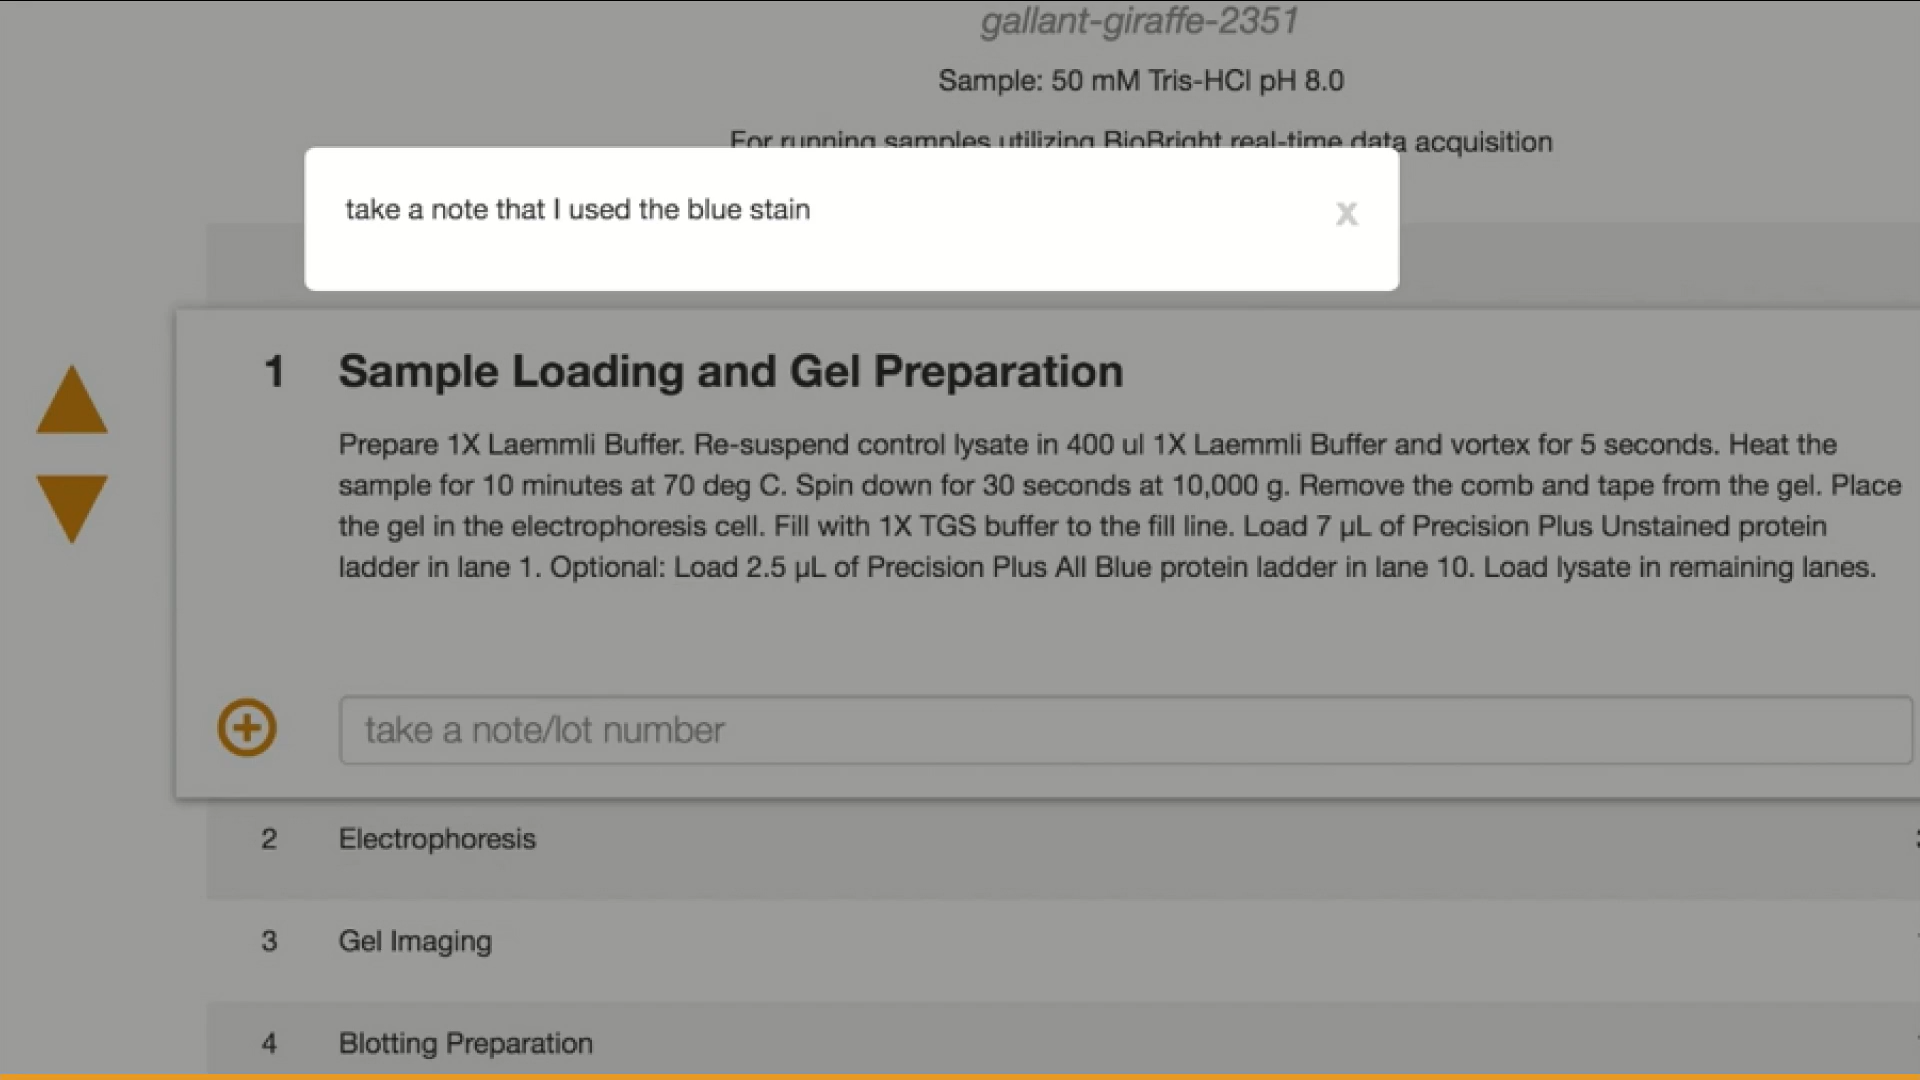 gallant-giraffe-2351
Sample: 50 mM Tris-HCl pH 8.0
For running samples utilizing BioBright real-time data acquisition
take a note that I used the blue stain
x
1 Sample Loading and Gel Preparation
Prepare 1X Laemmli Buffer. Re-suspend control lysate in 400 ul 1X Laemmli Buffer and vortex for 5 seconds. Heat the
sample for 10 minutes at 70 deg C. Spin down for 30 seconds at 10,000 g. Remove the comb and tape from the gel. Place
the gel in the electrophoresis cell. Fill with 1X TGS buffer to the fill line. Load 7 µL of Precision Plus Unstained protein
ladder in lane 1. Optional: Load 2.5 µL of Precision Plus All Blue protein ladder in lane 10. Load lysate in remaining lanes.
take a note/lot number
2 Electrophoresis
3 Gel Imaging
4 Blotting Preparation